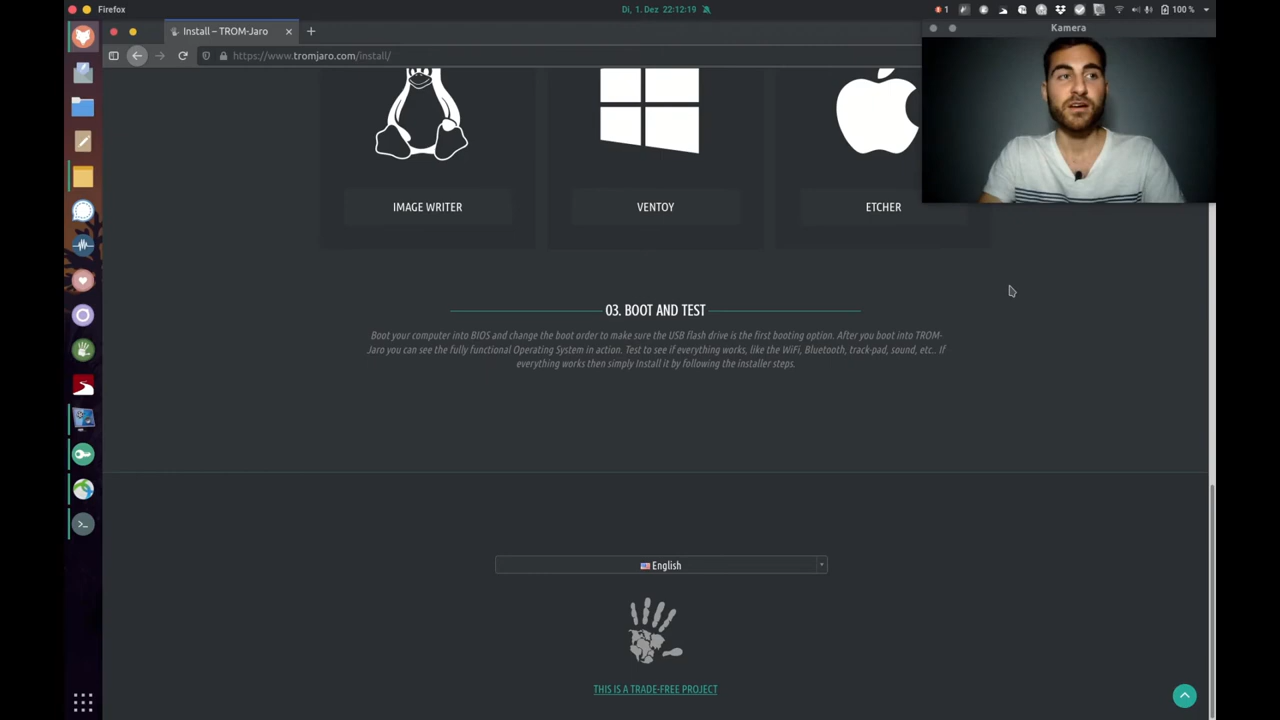 Firefox
Di, 1. Dez 22:12:19
1
100 %
Install – TROM-Jaro
https://www.tromjaro.com/install/
Kamera
IMAGE WRITER
VENTOY
ETCHER
03. BOOT AND TEST
Boot your computer into BIOS and change the boot order to make sure the USB flash drive is the first booting option. After you boot into TROM-
Jaro you can see the fully functional Operating System in action. Test to see if everything works, like the WiFi, Bluetooth, track-pad, sound, etc.. If
everything works then simply Install it by following the installer steps.
English
THIS IS A TRADE-FREE PROJECT